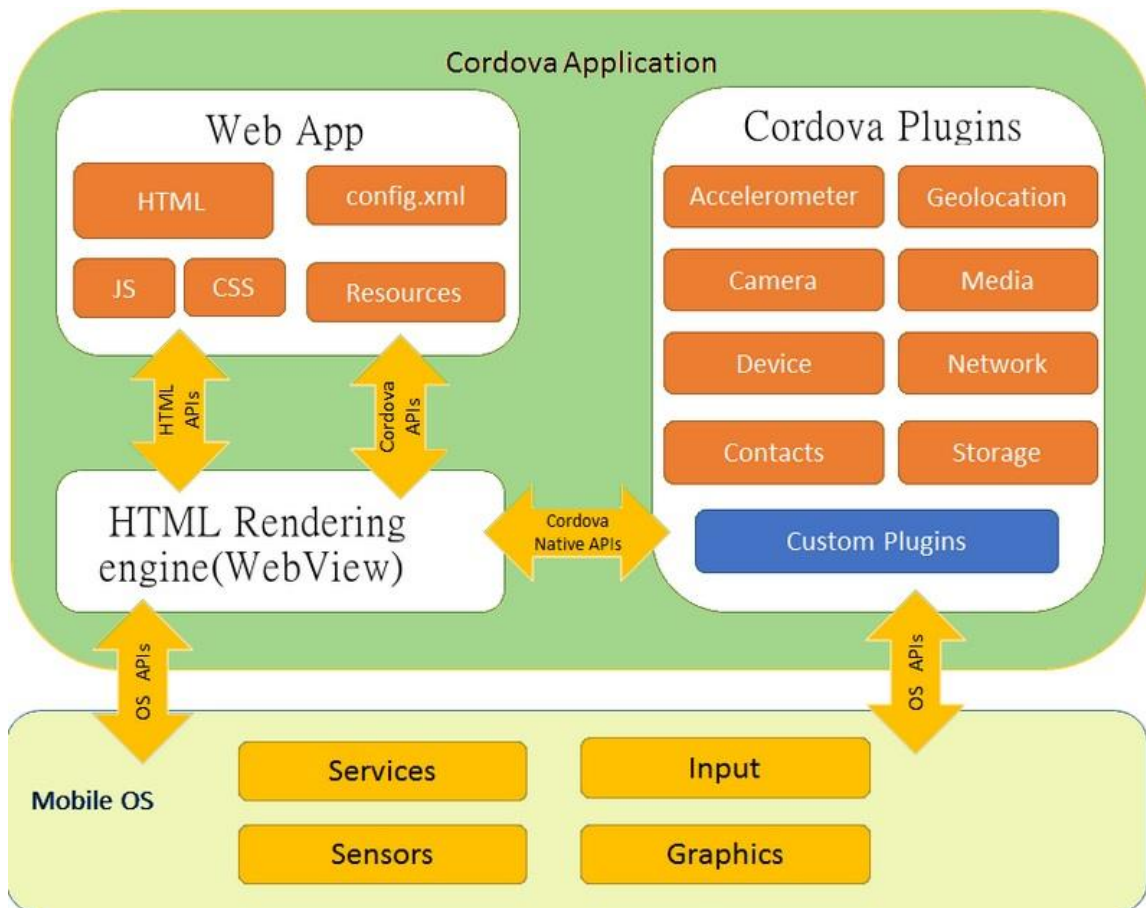 Cordova Application
Web App
HTML
config.xml
JS
CSS
Resources
HTML
APIs
Cordova
APIs
HTML Rendering
engine(WebView)
Cordova
Native APIs
Cordova Plugins
Accelerometer
Geolocation
Camera
Media
Device
Network
Contacts
Storage
Custom Plugins
OS APIs
OS APIs
Mobile OS
Services
Input
Sensors
Graphics